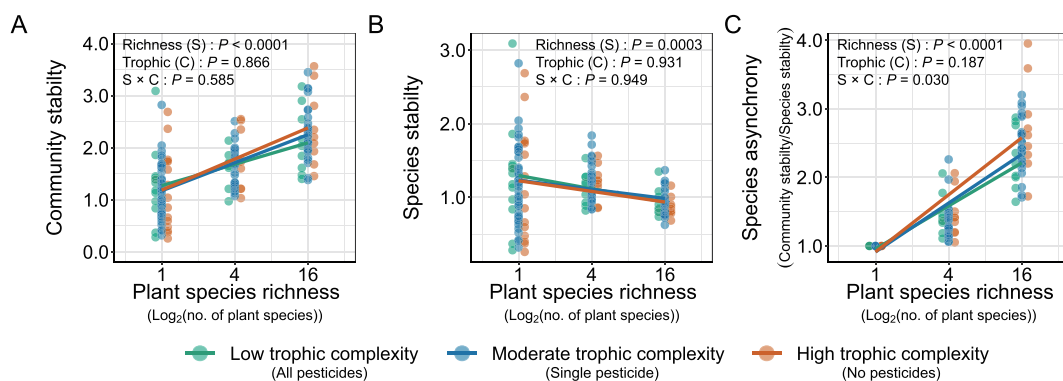 A
Community stabilty
4.0
3.0
2.0
1.0
0.0
Richness (S) : P < 0.0001
Trophic (C) : P = 0.866
S × C : P = 0.585
1 4 16
Plant species richness
(Log2(no. of plant species))
B
Species stability
3.0
2.0
1.0
Richness (S) : P = 0.0003
Trophic (C) : P = 0.931
S × C : P = 0.949
1 4 16
Plant species richness
(Log2(no. of plant species))
C
Species asynchrony
(Community stabilty/Species stabilty)
4.0
3.0
2.0
1.0
Richness (S) : P < 0.0001
Trophic (C) : P = 0.187
S × C : P = 0.030
1 4 16
Plant species richness
(Log2(no. of plant species))
Low trophic complexity
(All pesticides)
Moderate trophic complexity
(Single pesticide)
High trophic complexity
(No pesticides)